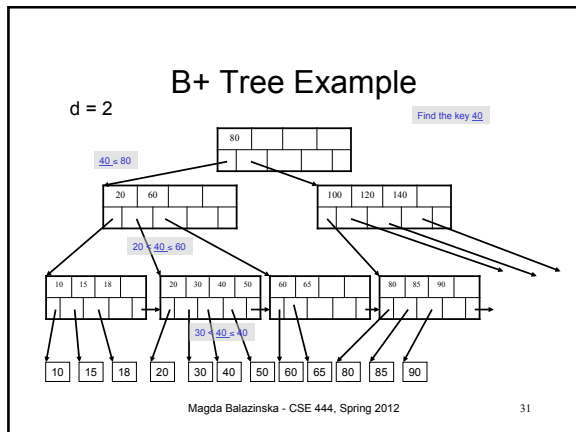 B+ Tree Example
d = 2
Find the key 40
80
40 ≤ 80
20 60
100 120 140
20 < 40 ≤ 60
10 15 18
20 30 40 50
60 65
80 85 90
30 < 40 ≤ 40
10 15 18 20 30 40 50 60 65 80 85 90
Magda Balazinska - CSE 444, Spring 2012 31